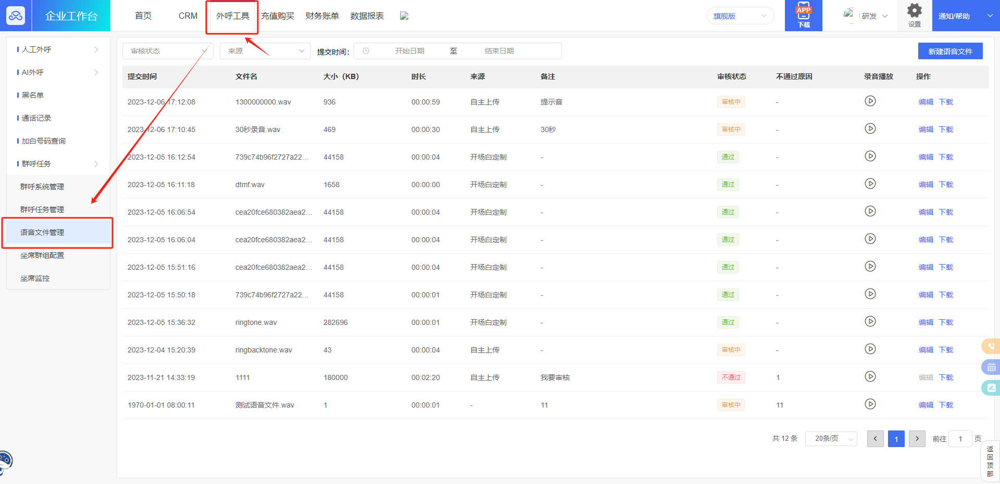 企业工作台
首页 CRM 外呼工具 充值购买 财务账单 数据报表
旗舰版
APP
下载
研发
设置
通知/帮助
人工外呼
AI外呼
黑名单
通话记录
加白号码查询
群呼任务
群呼系统管理
群呼任务管理
语音文件管理
坐席群组配置
坐席监控
审核状态 来源 提交时间： 开始日期 至 结束日期 新建语音文件
提交时间 文件名 大小（KB） 时长 来源 备注 审核状态 不通过原因 录音播放 操作
2023-12-06 17:12:08 1300000000.wav 936 00:00:59 自主上传 提示音 审核中 - 编辑 下载
2023-12-06 17:10:45 30秒录音.wav 469 00:00:30 自主上传 30秒 审核中 - 编辑 下载
2023-12-05 16:12:54 739c74b96f2727a22... 44158 00:00:04 开场白定制 - 通过 - 编辑 下载
2023-12-05 16:11:18 dtmf.wav 1658 00:00:00 开场白定制 - 通过 - 编辑 下载
2023-12-05 16:06:54 cea20fce680382aea2... 44158 00:00:04 开场白定制 - 通过 - 编辑 下载
2023-12-05 16:06:04 cea20fce680382aea2... 44158 00:00:04 开场白定制 - 通过 - 编辑 下载
2023-12-05 15:51:16 cea20fce680382aea2... 44158 00:00:04 开场白定制 - 通过 - 编辑 下载
2023-12-05 15:50:18 739c74b96f2727a22... 44158 00:00:01 开场白定制 - 通过 - 编辑 下载
2023-12-05 15:36:32 ringtone.wav 282696 00:00:01 开场白定制 - 通过 - 编辑 下载
2023-12-04 15:20:39 ringbacktone.wav 43 00:00:04 自主上传 - 审核中 - 编辑 下载
2023-11-21 14:33:19 1111 180000 00:02:20 自主上传 我要审核 不通过 1 编辑 下载
1970-01-01 08:00:11 测试语音文件.wav 1 00:00:01 - 11 审核中 11 编辑 下载
共 12 条 20条/页 1 前往 1 页
返回顶部